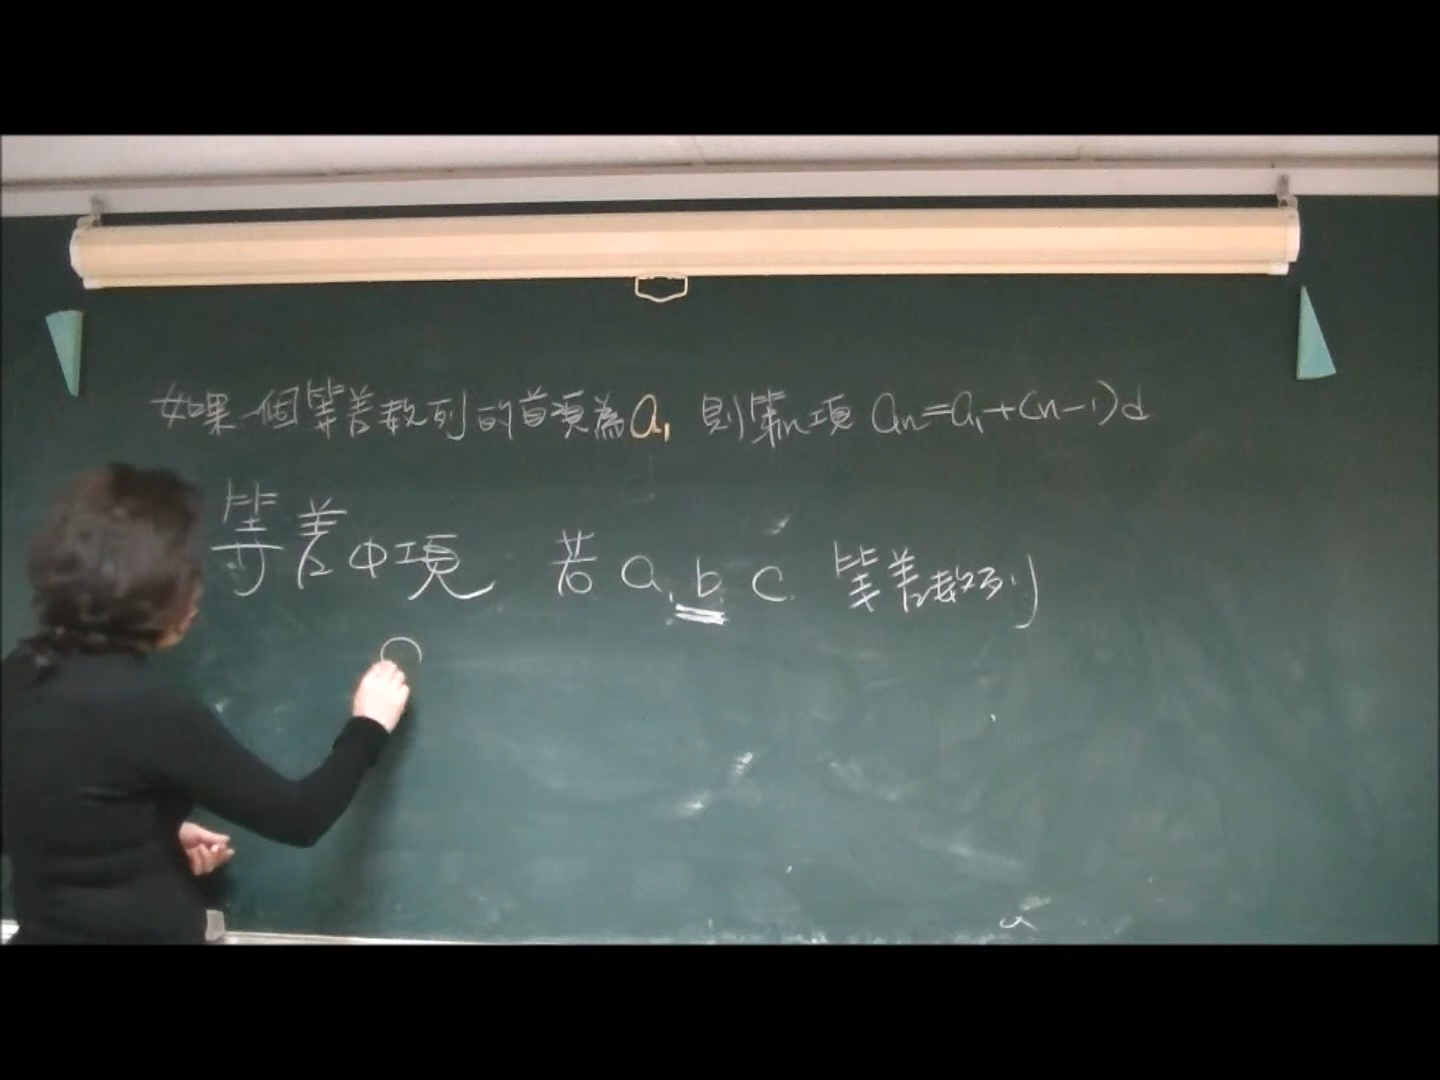 如果一個等差數列的首項為a₁ 則第n項 aₙ=a₁+(n-1)d
等差中項 若 a, b, c 等差數列